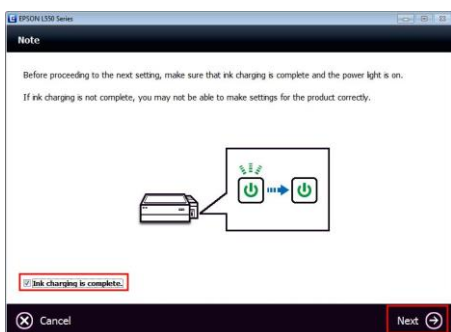 EPSON L350 Series
Note
Before proceeding to the next setting, make sure that ink charging is complete and the power light is on.
If ink charging is not complete, you may not be able to make settings for the product correctly.
Ink charging is complete.
Cancel
Next